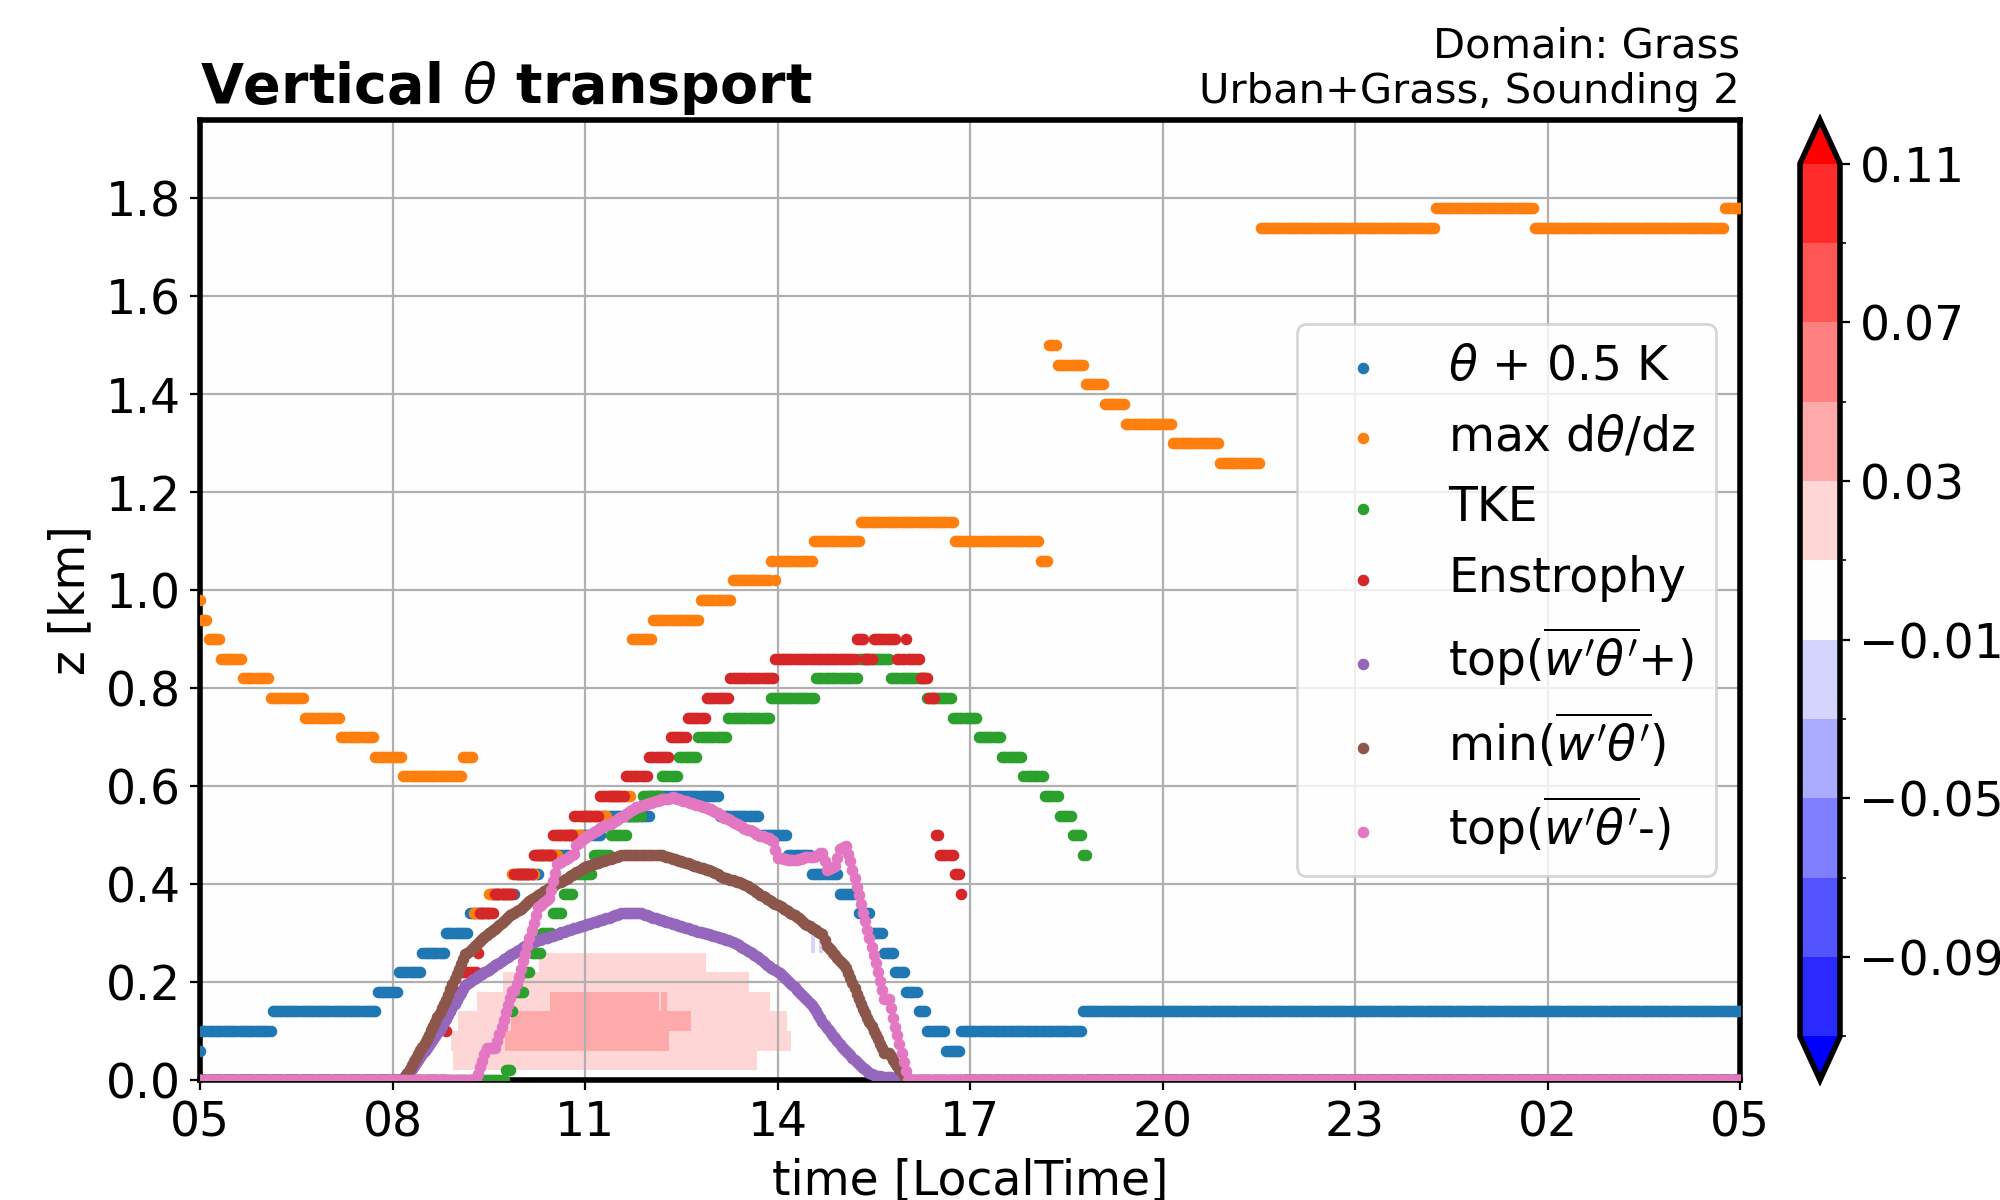 Domain: Grass
Vertical θ transport
Urban+Grass, Sounding 2
z [km]
1.8
1.6
1.4
1.2
1.0
0.8
0.6
0.4
0.2
0.0
05 08 11 14 17 20 23 02 05
time [LocalTime]
θ + 0.5 K
max dθ/dz
TKE
Enstrophy
top(w′θ′+)
min(w′θ′)
top(w′θ′-)
0.11
0.07
0.03
−0.01
−0.05
−0.09